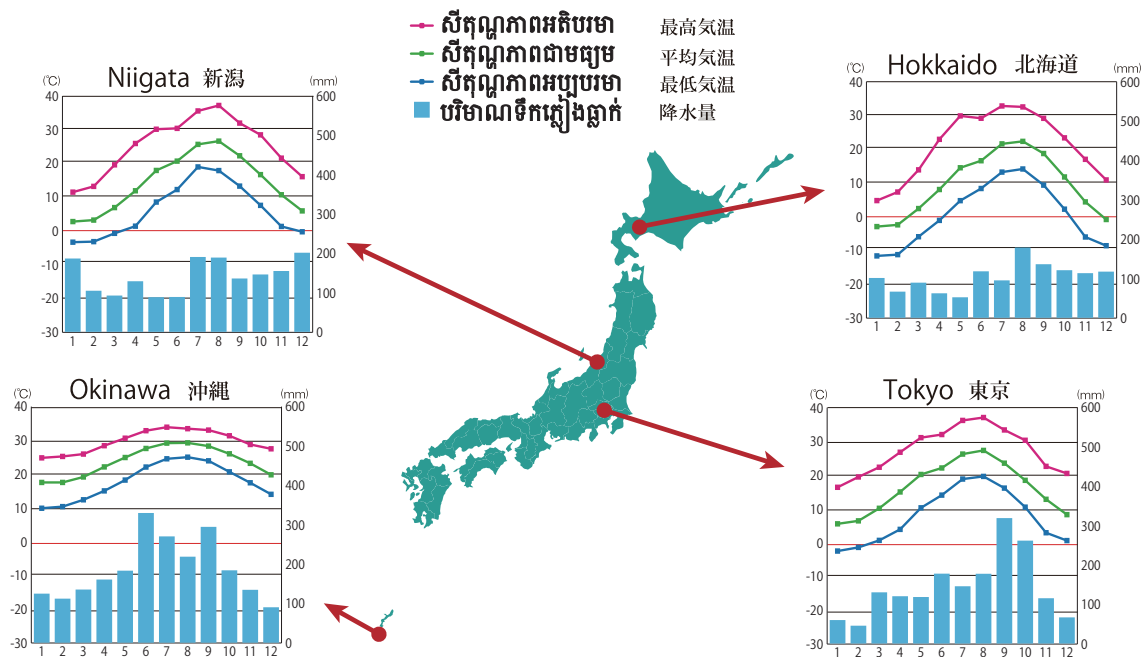 សីតុណ្ហភាពអតិបរមា 最高気温
សីតុណ្ហភាពជាមធ្យម 平均気温
សីតុណ្ហភាពអប្បបរមា 最低気温
បរិមាណទឹកភ្លៀងធ្លាក់ 降水量
Niigata 新潟
(℃) (mm)
40 600
30 500
20 400
10 300
0 200
-10 100
-20 0
-30
1 2 3 4 5 6 7 8 9 10 11 12
Hokkaido 北海道
(℃) (mm)
40 600
30 500
20 400
10 300
0 200
-10 100
-20 0
-30
1 2 3 4 5 6 7 8 9 10 11 12
Okinawa 沖縄
(℃) (mm)
40 600
30 500
20 400
10 300
0 200
-10 100
-20 0
-30
1 2 3 4 5 6 7 8 9 10 11 12
Tokyo 東京
(℃) (mm)
40 600
30 500
20 400
10 300
0 200
-10 100
-20 0
-30
1 2 3 4 5 6 7 8 9 10 11 12